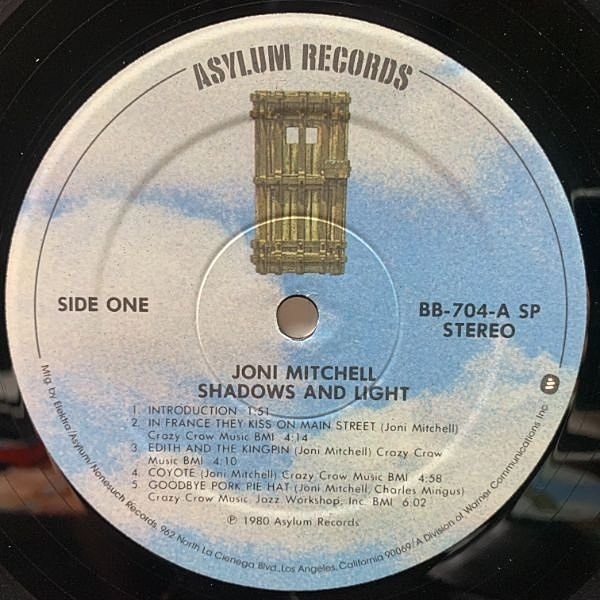 ASYLUM RECORDS
SIDE ONE
BB-704-A SP
STEREO
JONI MITCHELL
SHADOWS AND LIGHT
1. INTRODUCTION 1:51
2. IN FRANCE THEY KISS ON MAIN STREET (Joni Mitchell)
Crazy Crow Music BMI 4:14
3. EDITH AND THE KINGPIN (Joni Mitchell) Crazy Crow
Music BMI 4:10
4. COYOTE (Joni Mitchell) Crazy Crow Music BMI 4:58
5. GOODBYE PORK PIE HAT (Joni Mitchell, Charles Mingus)
Crazy Crow Music Jazz Workshop, Inc. BMI 6:02
℗ 1980 Asylum Records
Mfg. by Elektra/Asylum/Nonesuch Records, 962 North La Cienega Blvd., Los Angeles, California 90069/A Division of Warner Communications Inc.